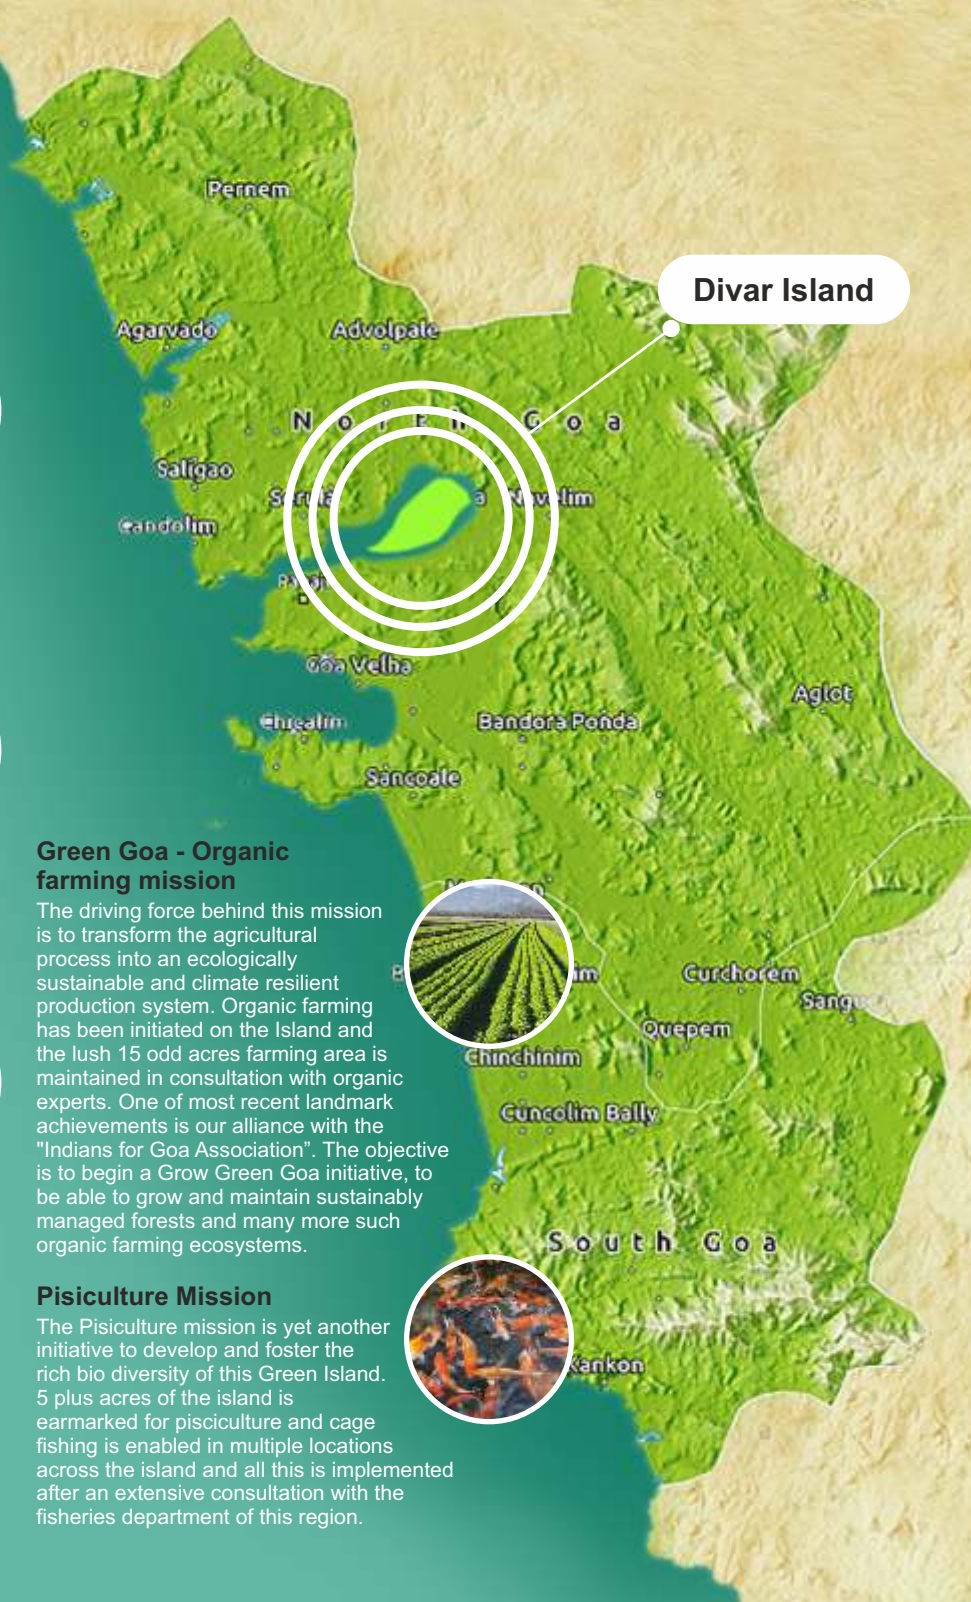 Pernem
Divar Island
Agarvado
Advolpale
North Goa
Saligao
Navelim
Candolim
Goa Velha
Aglot
Chicalim
Bandora Ponda
Sancoale
Green Goa - Organic
farming mission
The driving force behind this mission
is to transform the agricultural
process into an ecologically
sustainable and climate resilient
production system. Organic farming
has been initiated on the Island and
the lush 15 odd acres farming area is
maintained in consultation with organic
experts. One of most recent landmark
achievements is our alliance with the
"Indians for Goa Association”. The objective
is to begin a Grow Green Goa initiative, to
be able to grow and maintain sustainably
managed forests and many more such
organic farming ecosystems.
Curchorem
Quepem
Chinchinim
Cuncolim Bally
South Goa
Pisiculture Mission
The Pisiculture mission is yet another
initiative to develop and foster the
rich bio diversity of this Green Island.
5 plus acres of the island is
earmarked for pisciculture and cage
fishing is enabled in multiple locations
across the island and all this is implemented
after an extensive consultation with the
fisheries department of this region.
Kankon